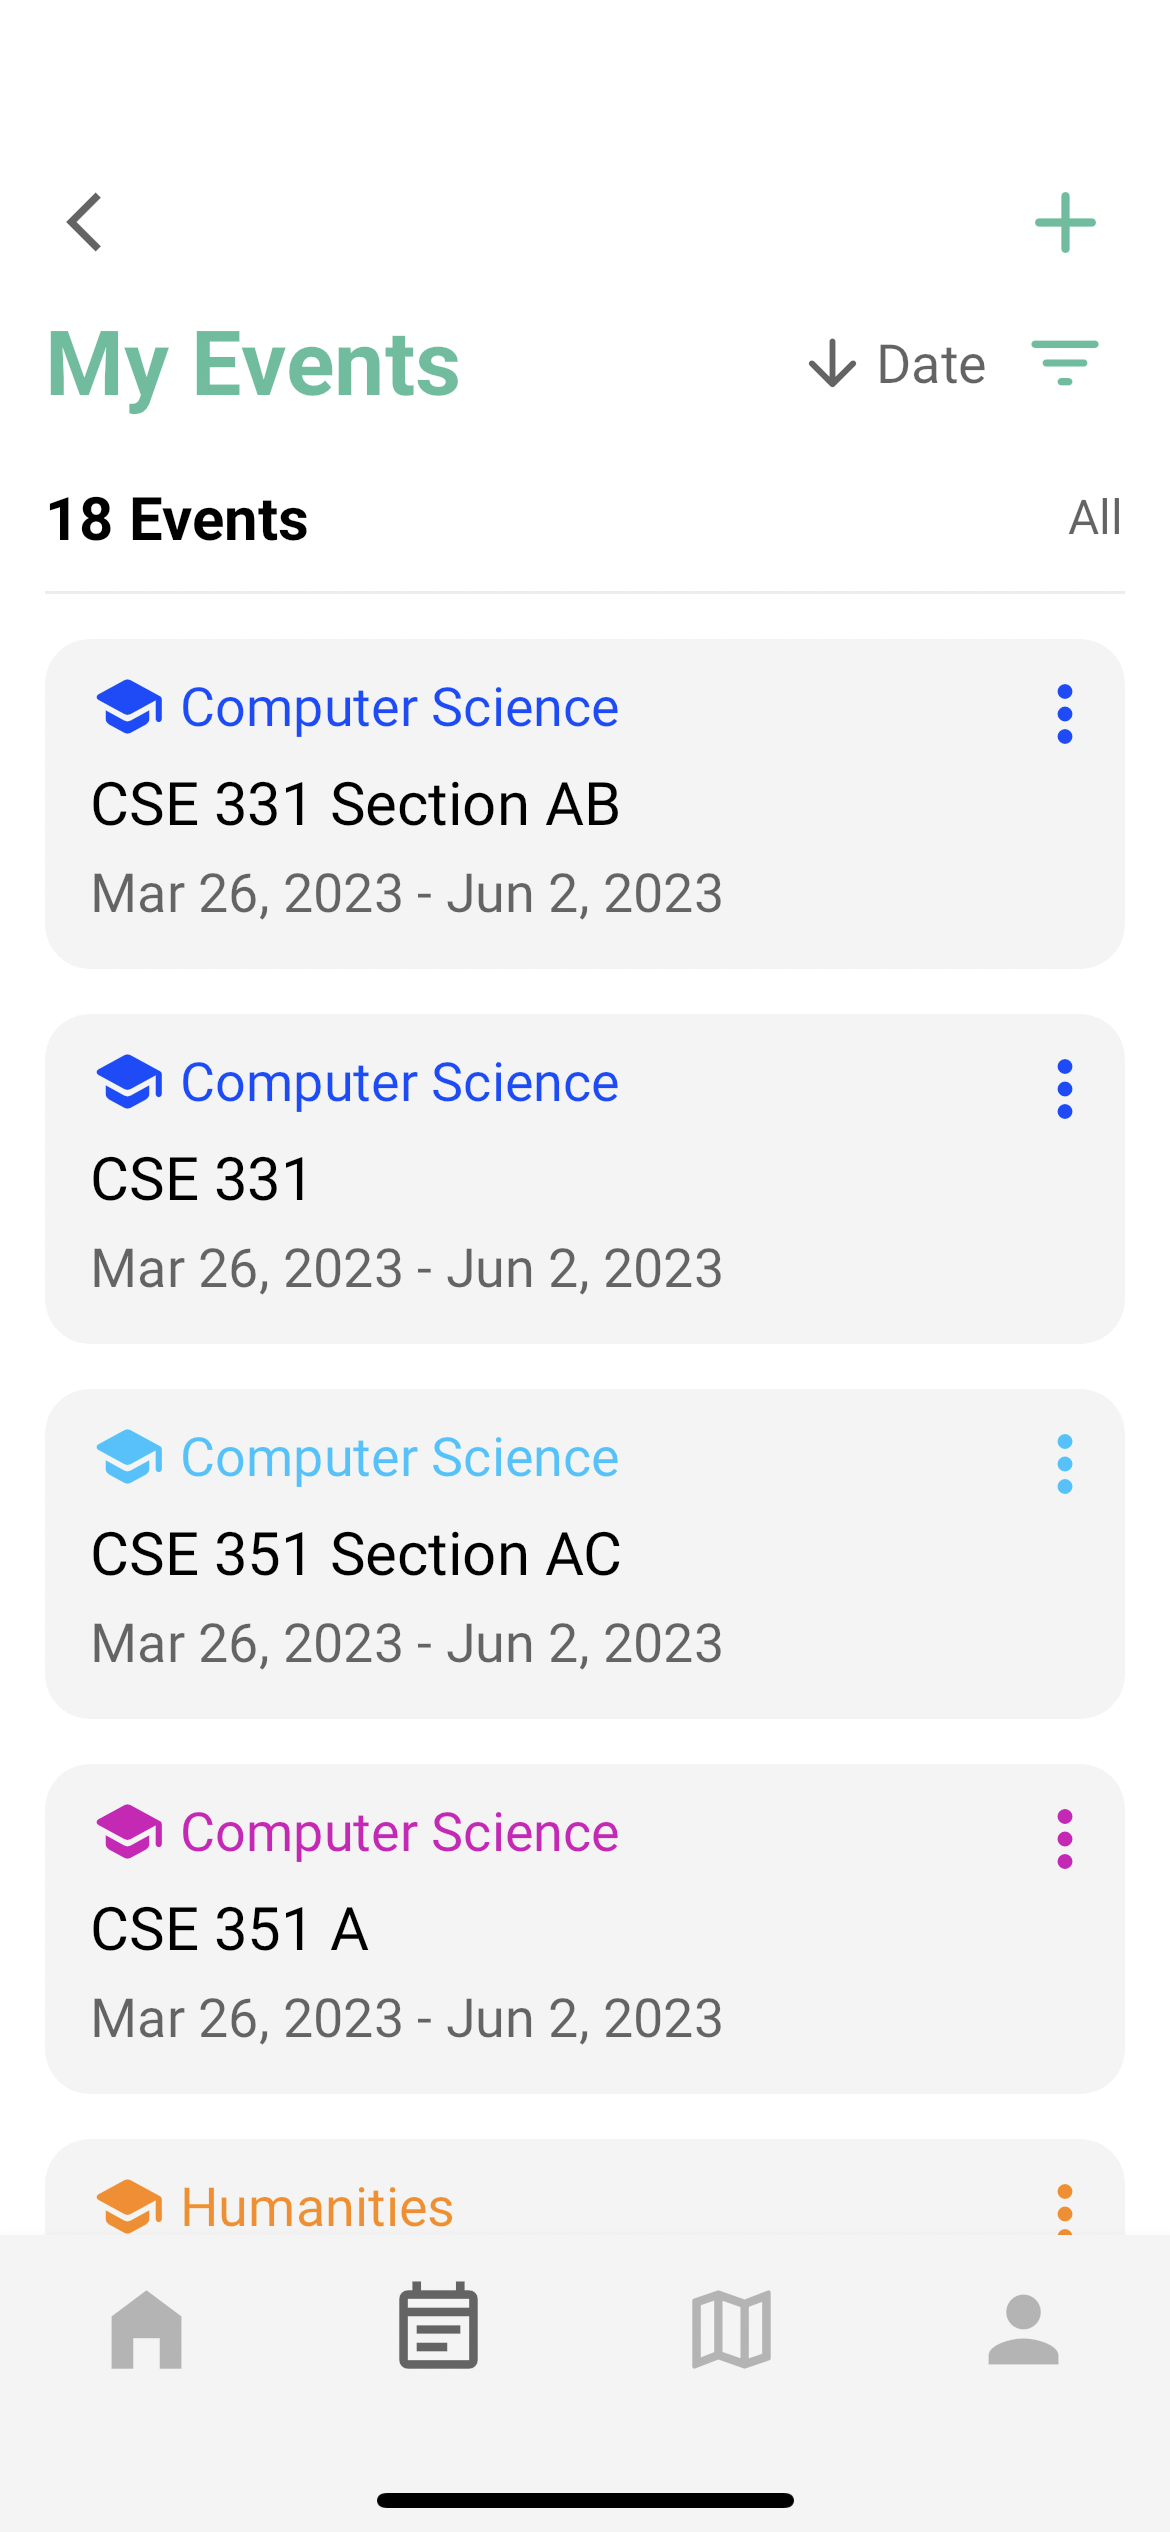 My Events
Date
18 Events
All
Computer Science
CSE 331 Section AB
Mar 26, 2023 - Jun 2, 2023
Computer Science
CSE 331
Mar 26, 2023 - Jun 2, 2023
Computer Science
CSE 351 Section AC
Mar 26, 2023 - Jun 2, 2023
Computer Science
CSE 351 A
Mar 26, 2023 - Jun 2, 2023
Humanities